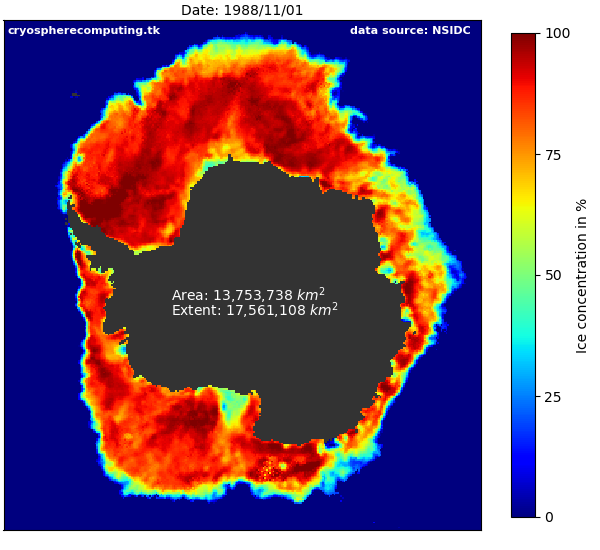 Date: 1988/11/01
cryospherecomputing.tk
data source: NSIDC
Area: 13,753,738 km²
Extent: 17,561,108 km²
100
75
50
25
0
Ice concentration in %